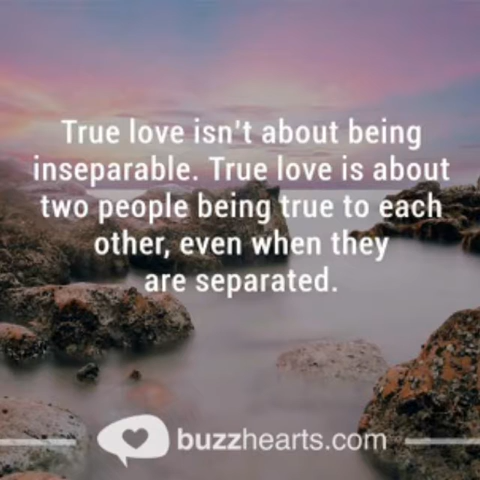 True love isn't about being
inseparable. True love is about
two people being true to each
other, even when they
are separated.
buzzhearts.com